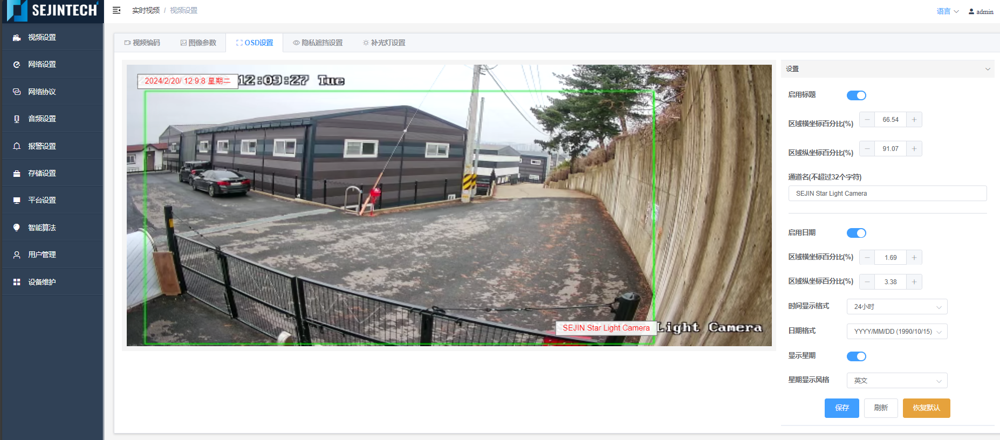 SEJINTECH
实时视频 / 视频设置
语言
admin
视频设置
网络设置
网络协议
音频设置
报警设置
存储设置
平台设置
智能算法
用户管理
设备维护
视频编码
图像参数
OSD设置
隐私遮挡设置
补光灯设置
2024/2/20/ 12:9:8 星期二
12:09:27 Tue
SEJIN Star Light Camera
Light Camera
设置
启用标题
区域横坐标百分比(%) 66.54
区域纵坐标百分比(%) 91.07
通道名(不超过32个字符)
SEJIN Star Light Camera
启用日期
区域横坐标百分比(%) 1.69
区域纵坐标百分比(%) 3.38
时间显示格式 24小时
日期格式 YYYY/MM/DD (1990/10/15)
显示星期
星期显示风格 英文
保存
刷新
恢复默认